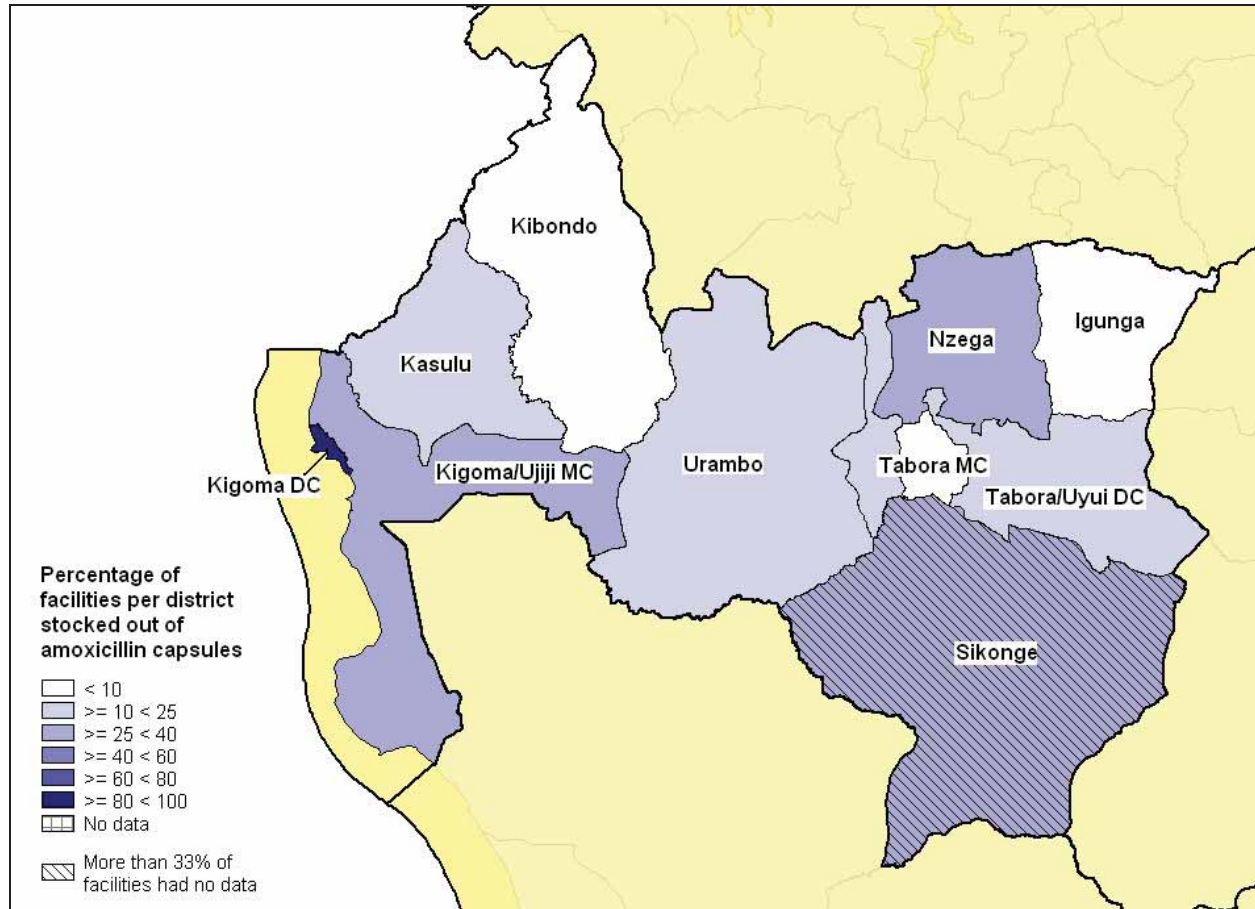 Kibondo
Igunga
Nzega
Kasulu
Urambo
Tabora MC
Kigoma/Ujiji MC
Kigoma DC
Tabora/Uyui DC
Sikonge
Percentage of
facilities per district
stocked out of
amoxicillin capsules
< 10
>= 10 < 25
>= 25 < 40
>= 40 < 60
>= 60 < 80
>= 80 < 100
No data
More than 33% of
facilities had no data